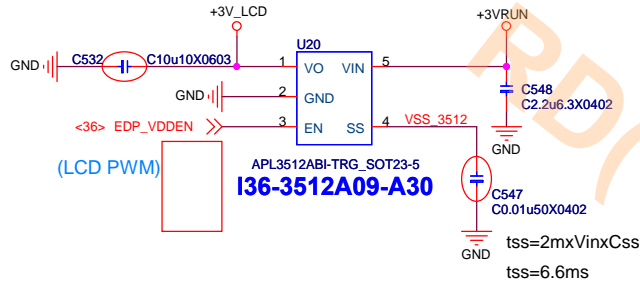 +3V_LCD
+3VRUN
U20
C532
C10u10X0603
GND
1
VO
VIN
5
GND
2
GND
C548
C2.2u6.3X0402
<36>
EDP_VDDEN
3
EN
SS
4
VSS_3512
GND
(LCD PWM)
APL3512ABI-TRG_SOT23-5
I36-3512A09-A30
C547
C0.01u50X0402
GND
tss=2mxVinxCss
tss=6.6ms
RD(